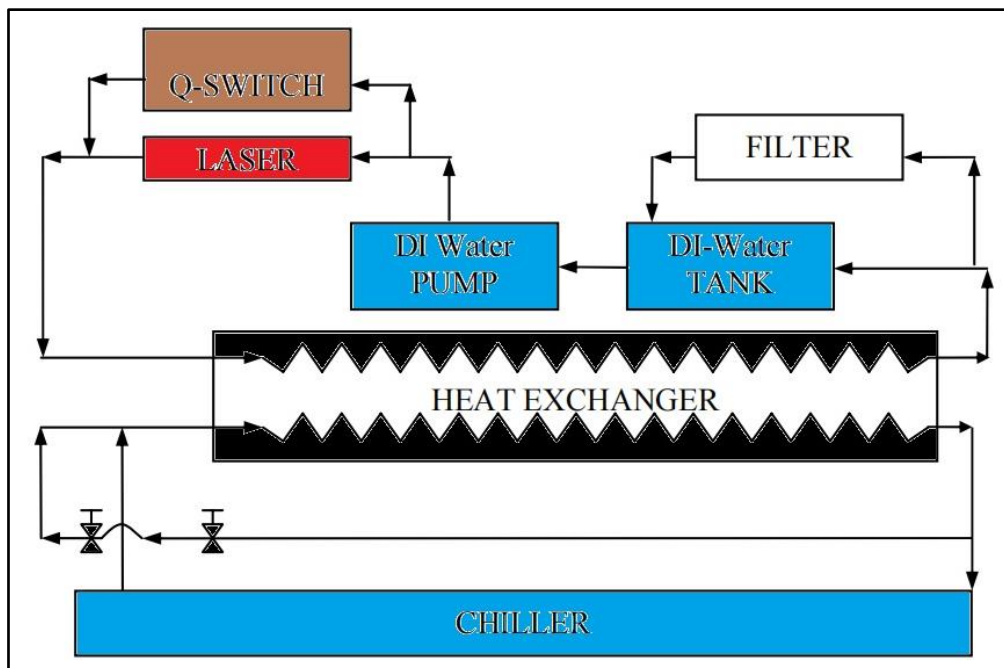 Q-SWITCH
LASER
FILTER
DI Water
PUMP
DI-Water
TANK
HEAT EXCHANGER
CHILLER